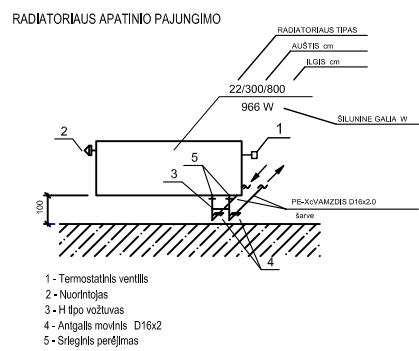 RADIATORIAUS APATINIO PAJUNGIMO
RADIATORIAUS TIPAS
AUŠTIS cm
ILGIS cm
22/300/800
966 W
ŠILUNINE GALIA W
2
1
3
5
100
PE-XcVAMZDIS D16x2.0
šarve
4
1 - Termostatinis ventilis
2 - Nuorintojas
3 - H tipo vožtuvas
4 - Antgalis movinis D16x2
5 - Srieginis perėjimas